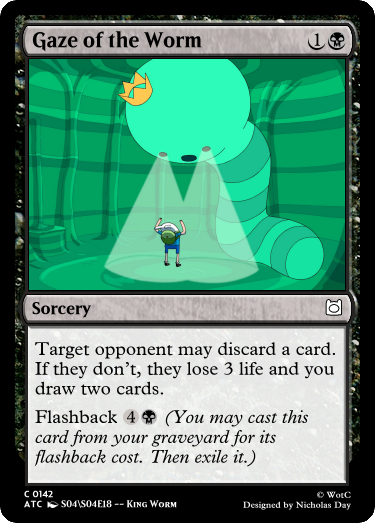 Gaze of the Worm 1
Sorcery
Target opponent may discard a card.
If they don't, they lose 3 life and you
draw two cards.
Flashback 4 (You may cast this
card from your graveyard for its
flashback cost. Then exile it.)
C 0142 © WotC
ATC S04\S04E18 -- King Worm Designed by Nicholas Day